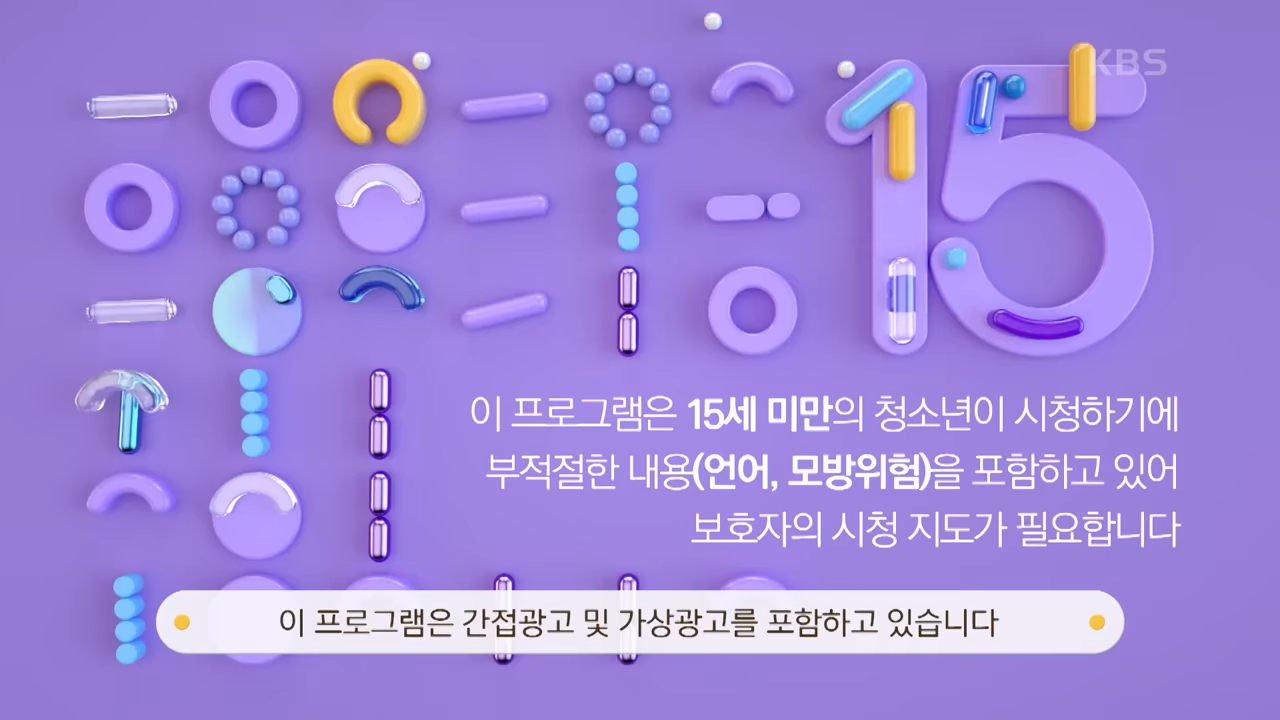 KBS
15
이 프로그램은 15세 미만의 청소년이 시청하기에
부적절한 내용(언어, 모방위험)을 포함하고 있어
보호자의 시청 지도가 필요합니다
이 프로그램은 간접광고 및 가상광고를 포함하고 있습니다